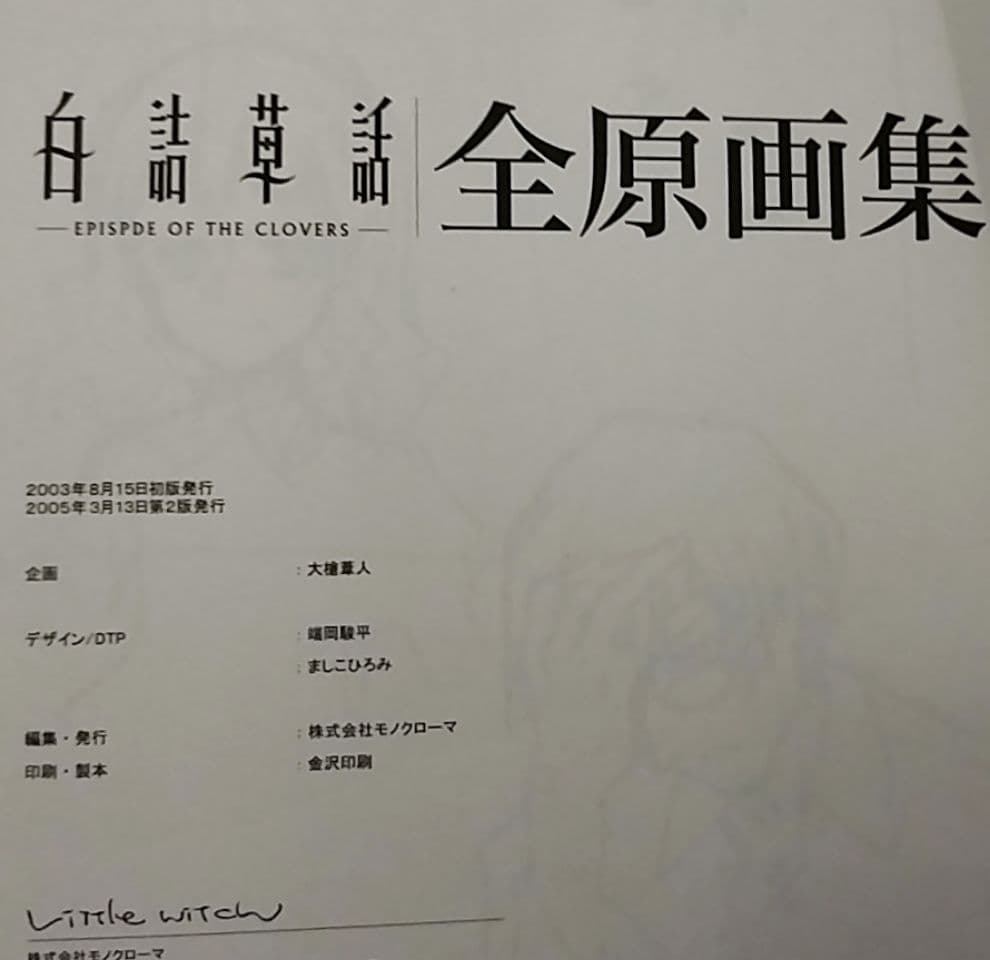 白詰草話 全原画集
EPISPDE OF THE CLOVERS
2003年8月15日初版発行
2005年3月13日第2版発行
企画 : 大槍葦人
デザイン/DTP : 端岡駿平
: ましこひろみ
編集・発行 : 株式会社モノクローマ
印刷・製本 : 金沢印刷
Little Witch
株式会社モノクローマ